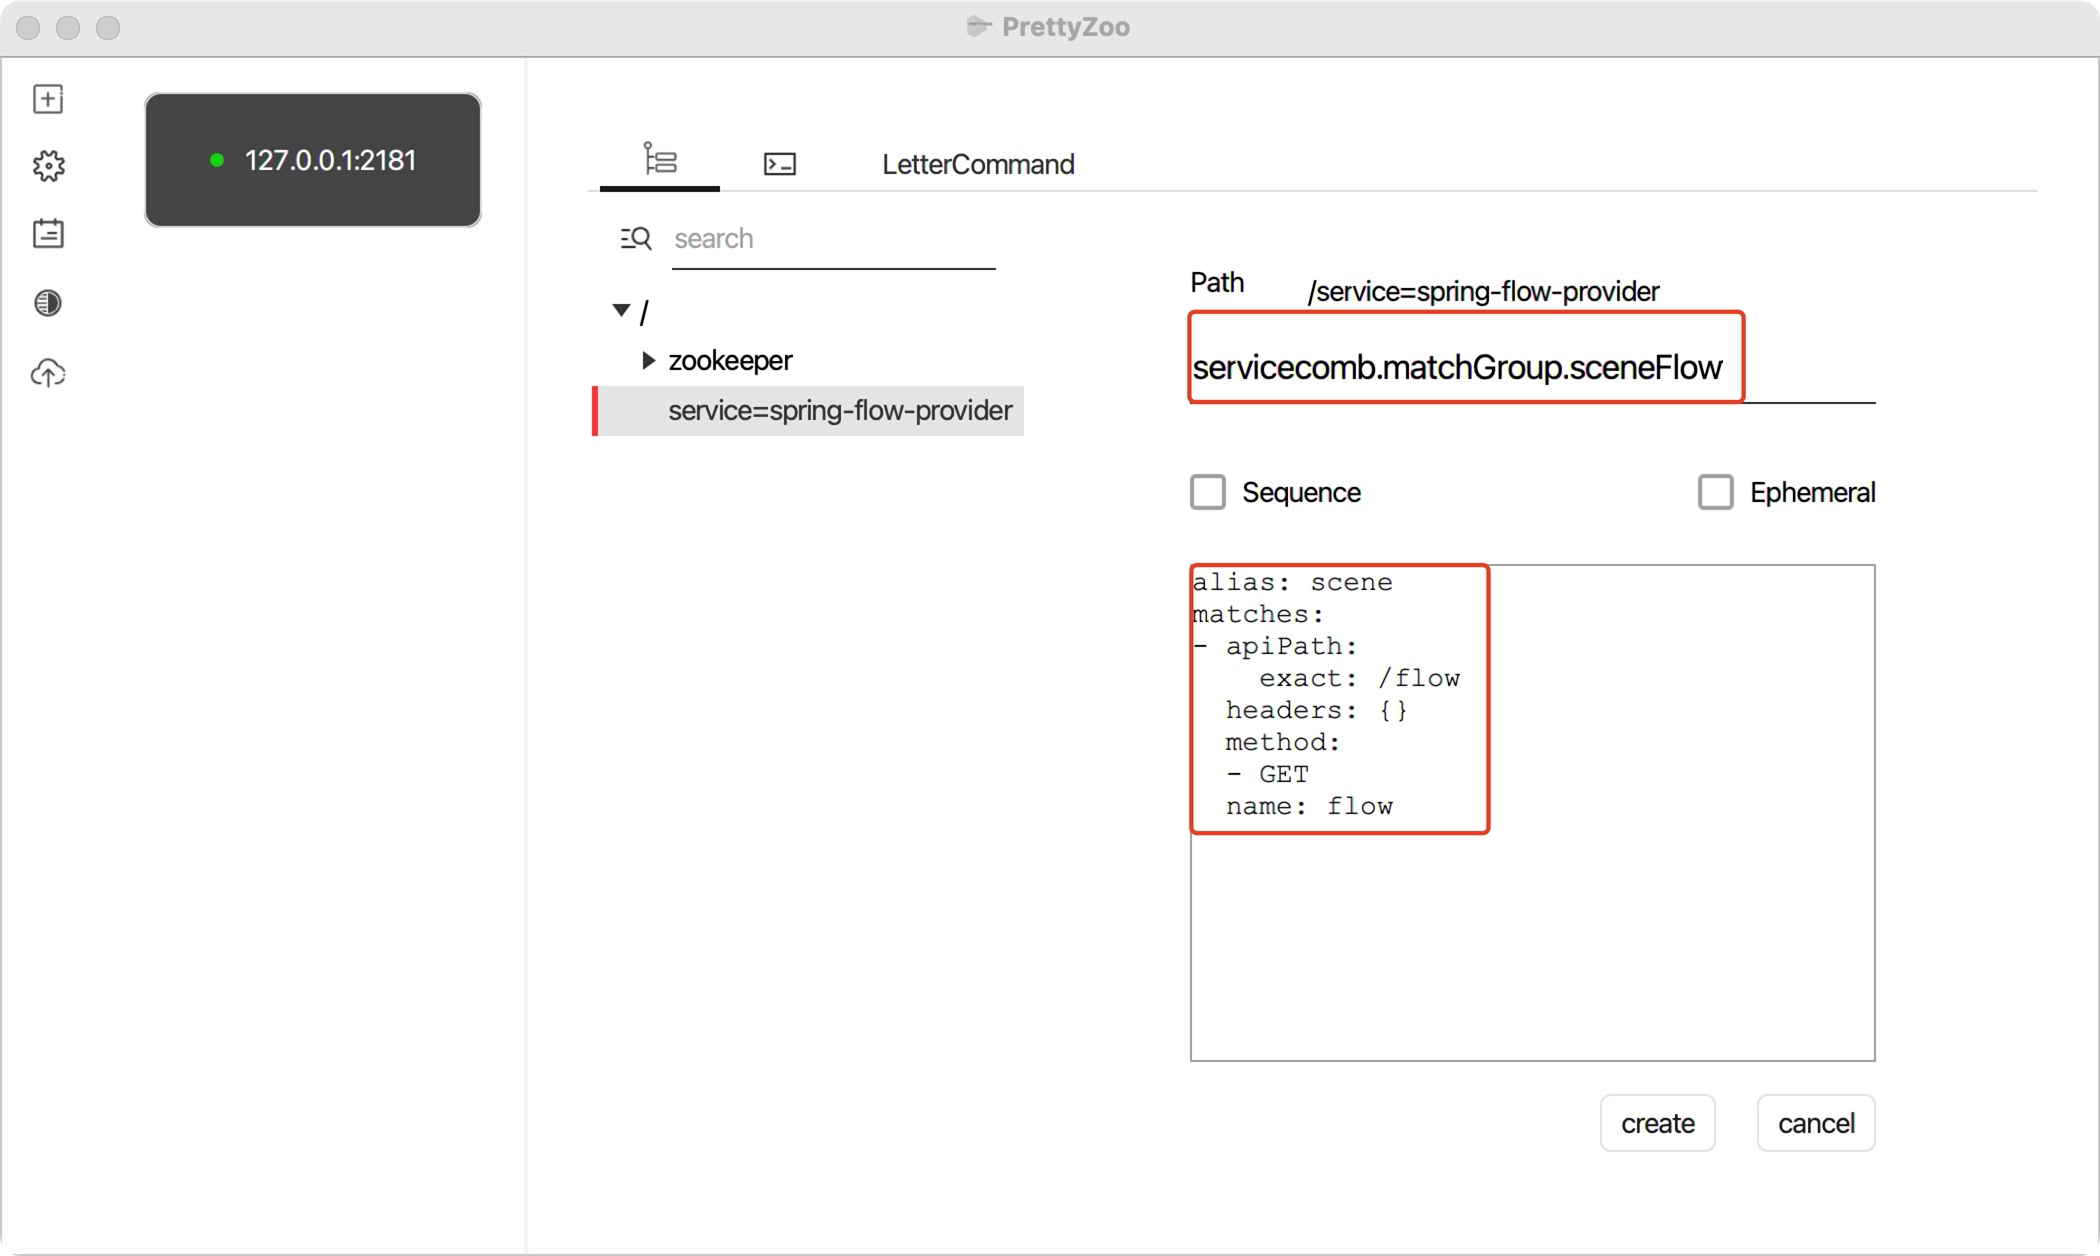 PrettyZoo
127.0.0.1:2181
LetterCommand
search
/
zookeeper
service=spring-flow-provider
Path
/service=spring-flow-provider
servicecomb.matchGroup.sceneFlow
Sequence
Ephemeral
alias: scene
matches:
- apiPath:
    exact: /flow
  headers: {}
  method:
  - GET
  name: flow
create
cancel